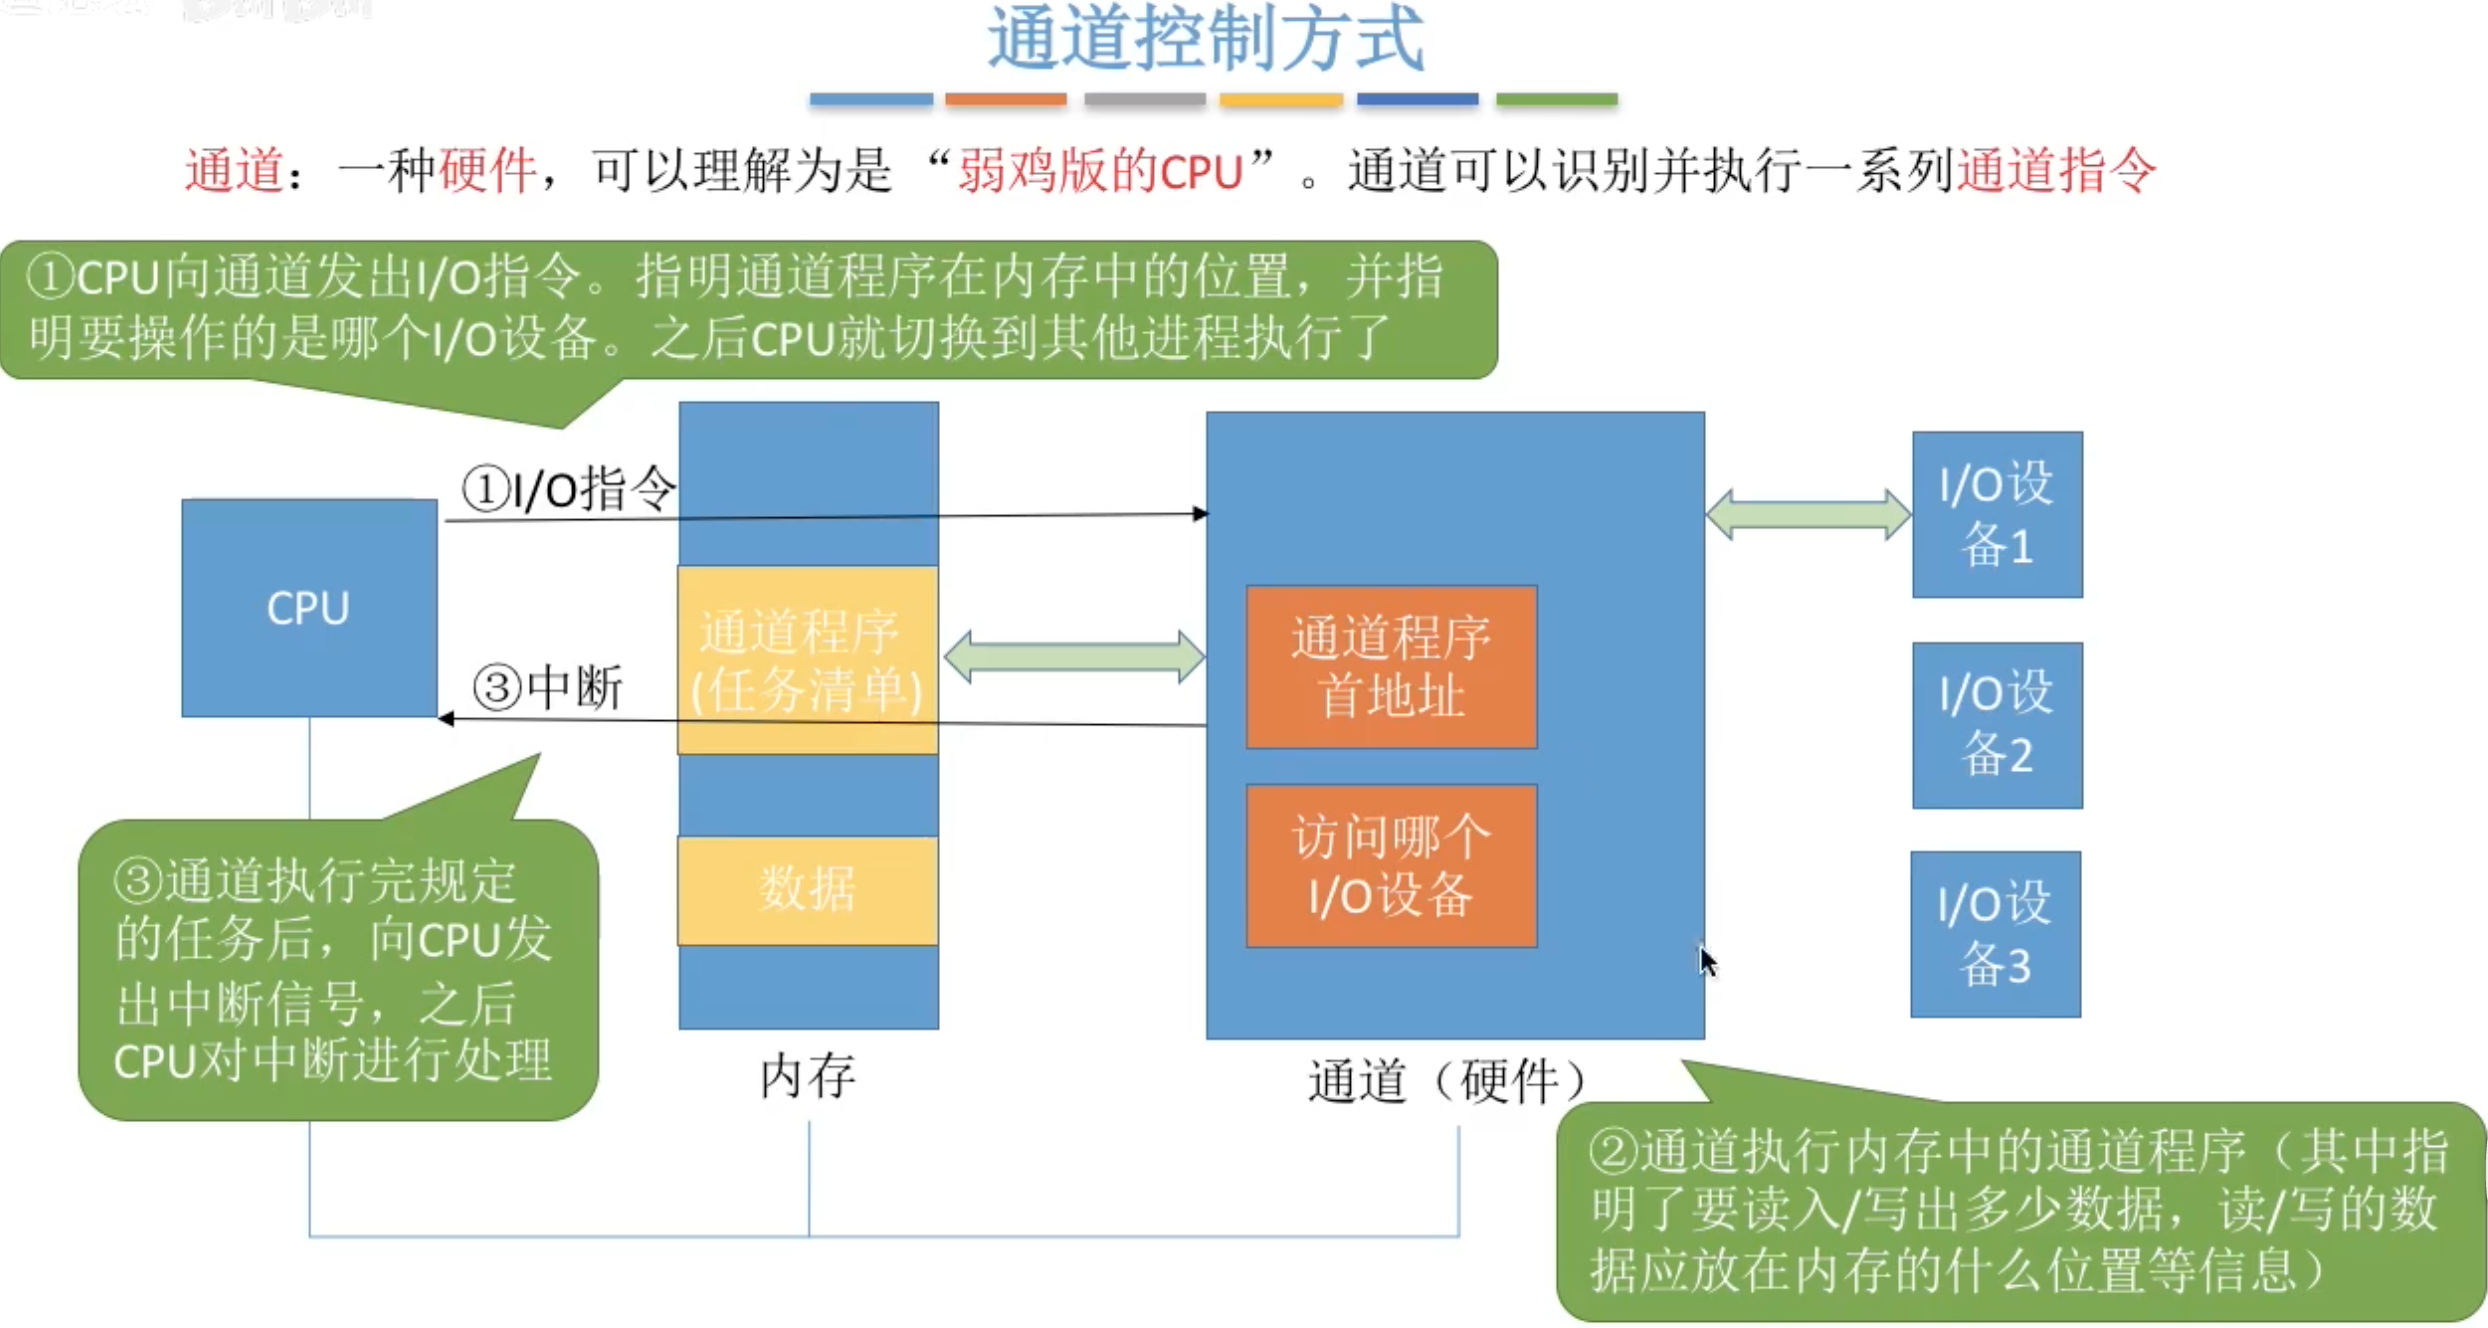 通道控制方式
通道：一种硬件，可以理解为是 “弱鸡版的CPU” 。通道可以识别并执行一系列通道指令
①CPU向通道发出I/O指令。指明通道程序在内存中的位置，并指
明要操作的是哪个I/O设备。之后CPU就切换到其他进程执行了
①I/O指令
CPU
③中断
通道程序
(任务清单)
数据
内存
通道程序
首地址
访问哪个
I/O设备
通道（硬件）
I/O设
备1
I/O设
备2
I/O设
备3
③通道执行完规定
的任务后，向CPU发
出中断信号，之后
CPU对中断进行处理
②通道执行内存中的通道程序（其中指
明了要读入/写出多少数据，读/写的数
据应放在内存的什么位置等信息）